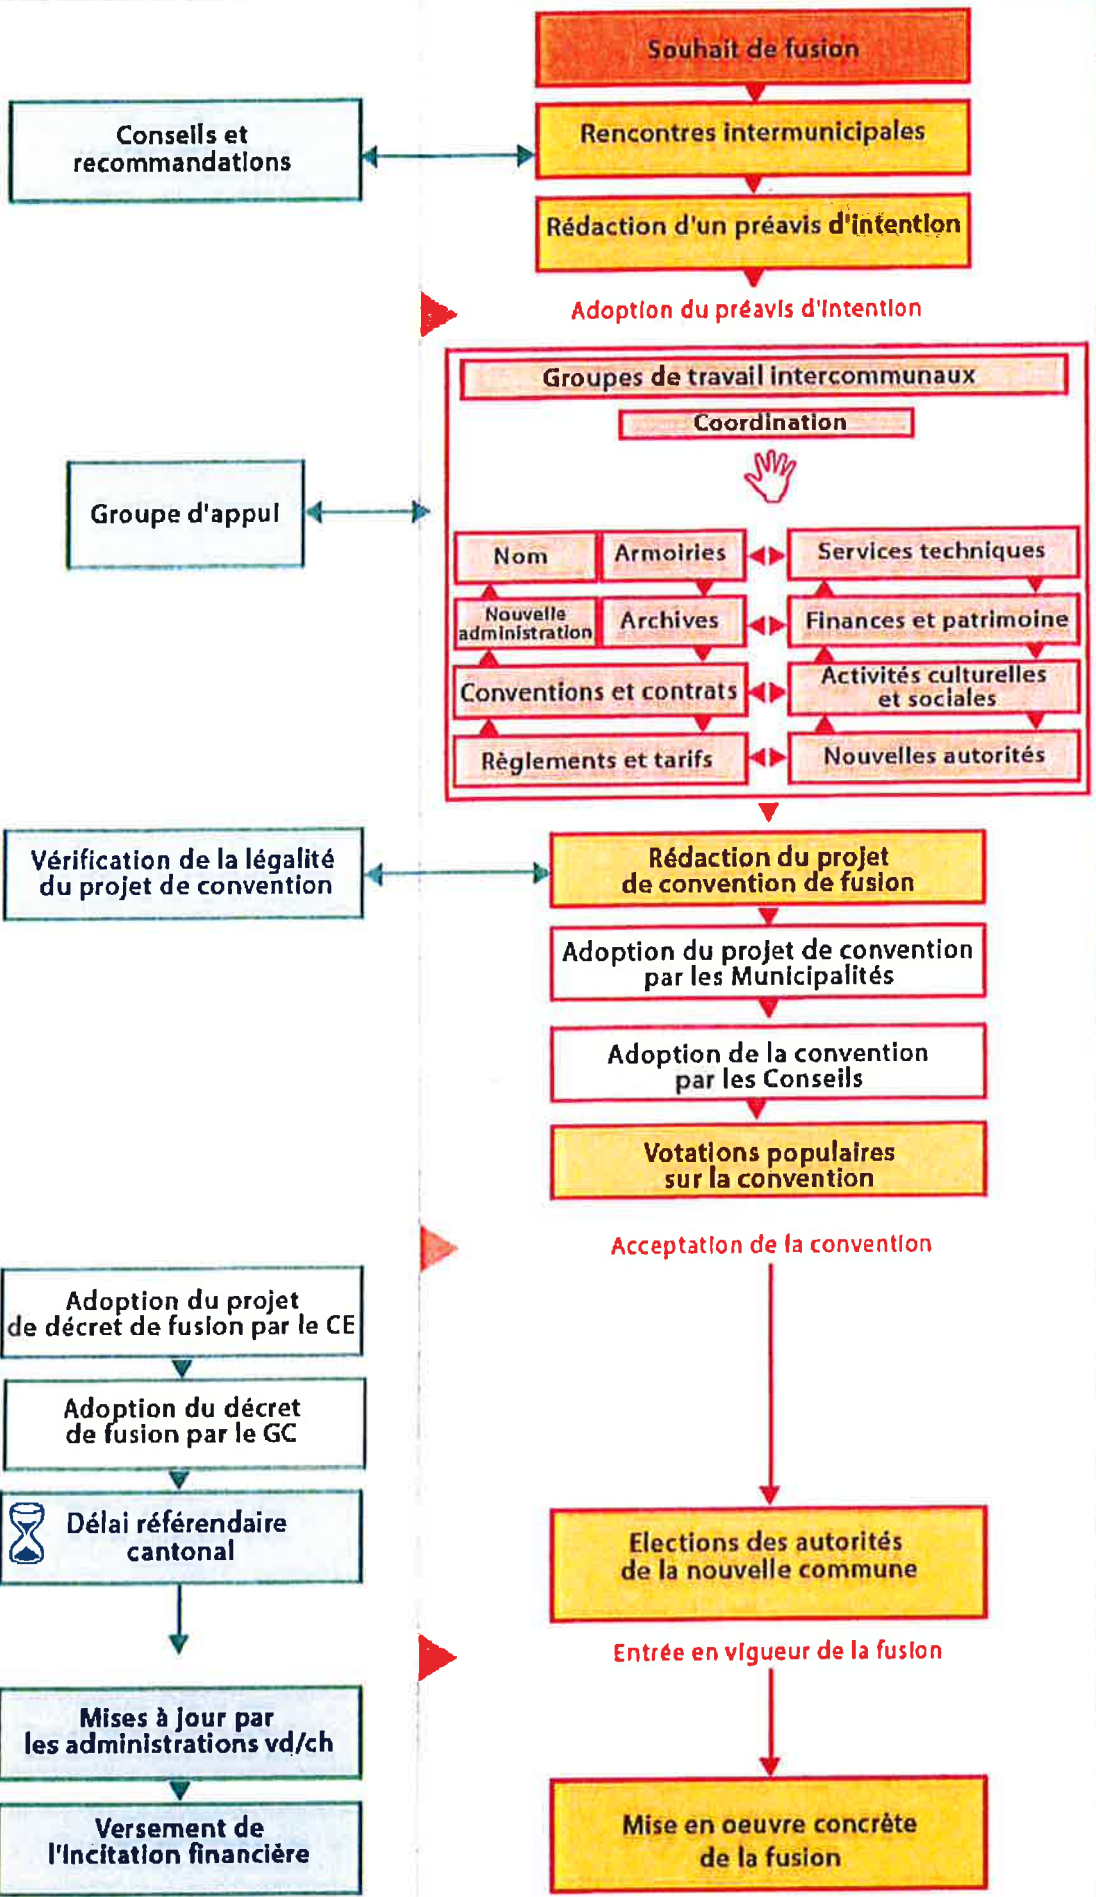 Souhait de fusion
Conseils et
recommandations
Rencontres intermunicipales
Rédaction d'un préavis d'intention
Adoption du préavis d'intention
Groupes de travail intercommunaux
Coordination
Groupe d'appui
Nom
Armoiries
Services techniques
Nouvelle
administration
Archives
Finances et patrimoine
Conventions et contrats
Activités culturelles
et sociales
Règlements et tarifs
Nouvelles autorités
Vérification de la légalité
du projet de convention
Rédaction du projet
de convention de fusion
Adoption du projet de convention
par les Municipalités
Adoption de la convention
par les Conseils
Votations populaires
sur la convention
Acceptation de la convention
Adoption du projet
de décret de fusion par le CE
Adoption du décret
de fusion par le GC
Délai référendaire
cantonal
Elections des autorités
de la nouvelle commune
Entrée en vigueur de la fusion
Mises à jour par
les administrations vd/ch
Versement de
l'incitation financière
Mise en oeuvre concrète
de la fusion